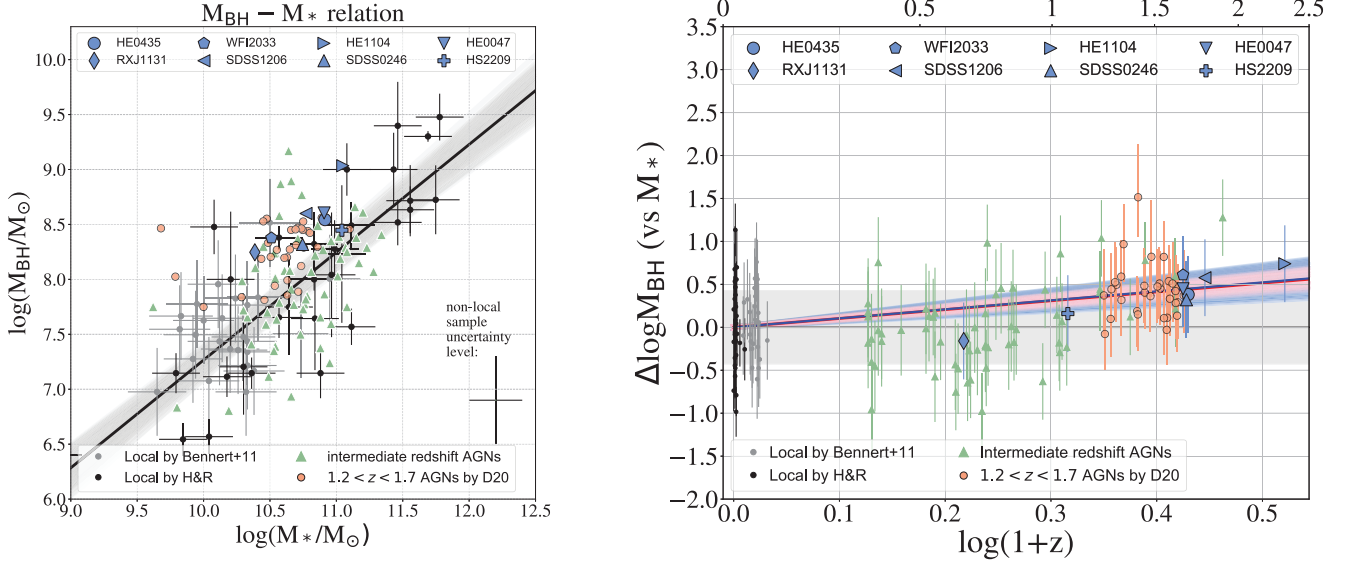 M_BH − M∗ relation
HE0435 WFI2033 HE1104 HE0047
RXJ1131 SDSS1206 SDSS0246 HS2209
10.0
9.5
9.0
8.5
8.0
7.5
7.0
6.5
6.0
log(M_BH/M⊙)
non-local
sample
uncertainty
level:
Local by Bennert+11 intermediate redshift AGNs
Local by H&R 1.2 < z < 1.7 AGNs by D20
9.0 9.5 10.0 10.5 11.0 11.5 12.0 12.5
log(M∗/M⊙)
0 0.5 1 1.5 2 2.5
HE0435 WFI2033 HE1104 HE0047
RXJ1131 SDSS1206 SDSS0246 HS2209
3.5
3.0
2.5
2.0
1.5
1.0
0.5
0.0
−0.5
−1.0
−1.5
−2.0
ΔlogM_BH (vs M∗)
Local by Bennert+11 Intermediate redshift AGNs
Local by H&R 1.2 < z < 1.7 AGNs by D20
0.0 0.1 0.2 0.3 0.4 0.5
log(1+z)